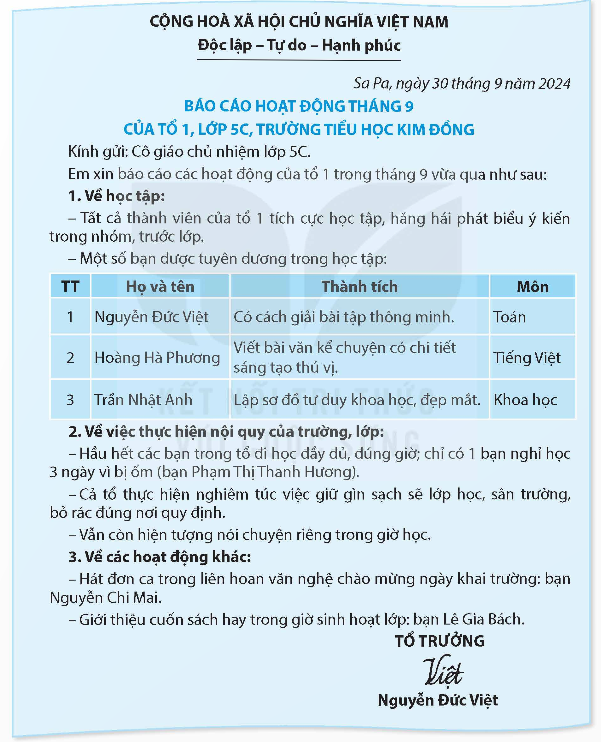 CỘNG HOÀ XÃ HỘI CHỦ NGHĨA VIỆT NAM
Độc lập – Tự do – Hạnh phúc
Sa Pa, ngày 30 tháng 9 năm 2024
BÁO CÁO HOẠT ĐỘNG THÁNG 9
CỦA TỔ 1, LỚP 5C, TRƯỜNG TIỂU HỌC KIM ĐỒNG
Kính gửi: Cô giáo chủ nhiệm lớp 5C.
Em xin báo cáo các hoạt động của tổ 1 trong tháng 9 vừa qua như sau:
1. Về học tập:
– Tất cả thành viên của tổ 1 tích cực học tập, hăng hái phát biểu ý kiến
trong nhóm, trước lớp.
– Một số bạn được tuyên dương trong học tập:
TT Họ và tên Thành tích Môn
1 Nguyễn Đức Việt Có cách giải bài tập thông minh. Toán
2 Hoàng Hà Phương Viết bài văn kể chuyện có chi tiết
sáng tạo thú vị. Tiếng Việt
3 Trần Nhật Anh Lập sơ đồ tư duy khoa học, đẹp mắt. Khoa học
KẾT NỐI TRI THỨC
VỚI CUỘC SỐNG
2. Về việc thực hiện nội quy của trường, lớp:
– Hầu hết các bạn trong tổ đi học đầy đủ, đúng giờ; chỉ có 1 bạn nghỉ học
3 ngày vì bị ốm (bạn Phạm Thị Thanh Hương).
– Cả tổ thực hiện nghiêm túc việc giữ gìn sạch sẽ lớp học, sân trường,
bỏ rác đúng nơi quy định.
– Vẫn còn hiện tượng nói chuyện riêng trong giờ học.
3. Về các hoạt động khác:
– Hát đơn ca trong liên hoan văn nghệ chào mừng ngày khai trường: bạn
Nguyễn Chi Mai.
– Giới thiệu cuốn sách hay trong giờ sinh hoạt lớp: bạn Lê Gia Bách.
TỔ TRƯỞNG
Việt
Nguyễn Đức Việt